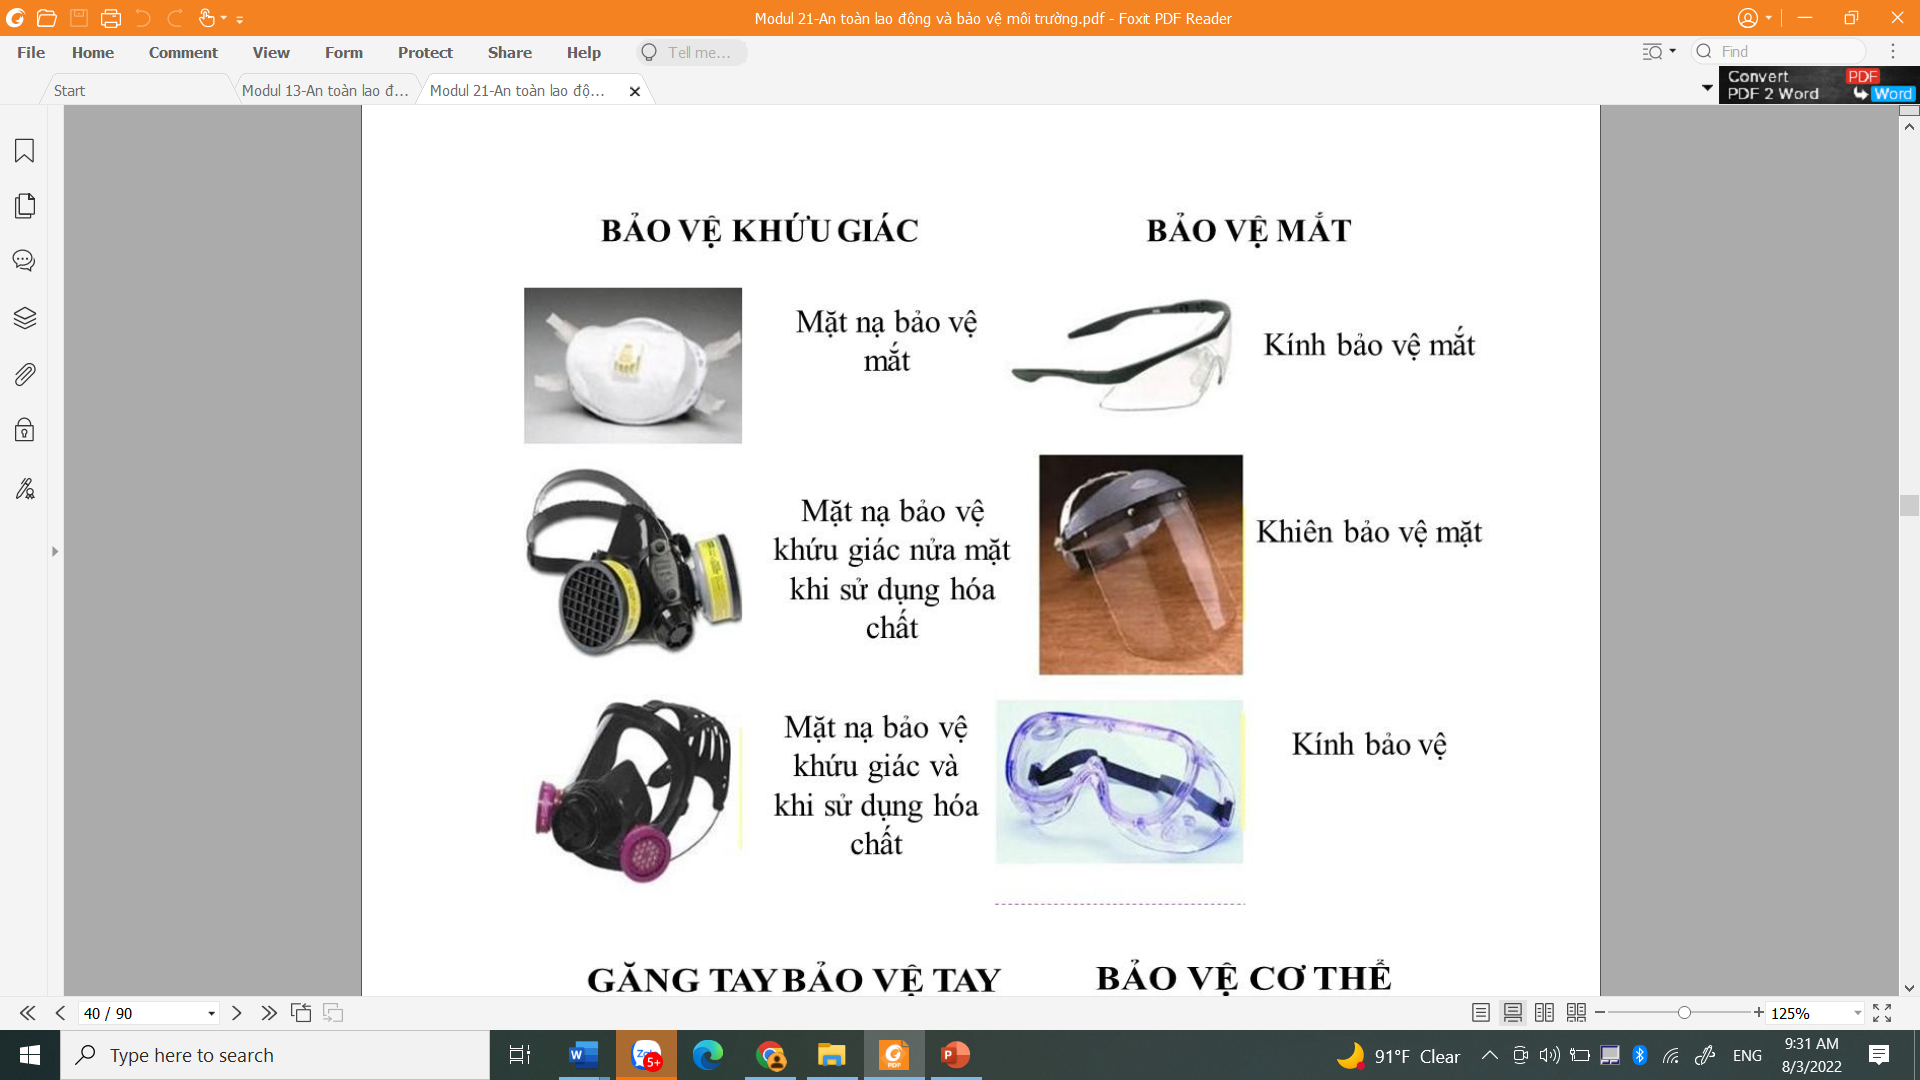 Modul 21-An toàn lao động và bảo vệ môi trường.pdf - Foxit PDF Reader
File Home Comment View Form Protect Share Help Tell me... Find
Start Modul 13-An toàn lao đ... Modul 21-An toàn lao độ...
Convert PDF
PDF 2 Word Word
BẢO VỆ KHỨU GIÁC
BẢO VỆ MẮT
Mặt nạ bảo vệ
mắt
Kính bảo vệ mắt
Mặt nạ bảo vệ
khứu giác nửa mặt
khi sử dụng hóa
chất
Khiên bảo vệ mặt
Mặt nạ bảo vệ
khứu giác và
khi sử dụng hóa
chất
Kính bảo vệ
GĂNG TAY BẢO VỆ TAY
BẢO VỆ CƠ THỂ
40 / 90
125%
Type here to search
5+
91°F Clear
ENG
9:31 AM
8/3/2022